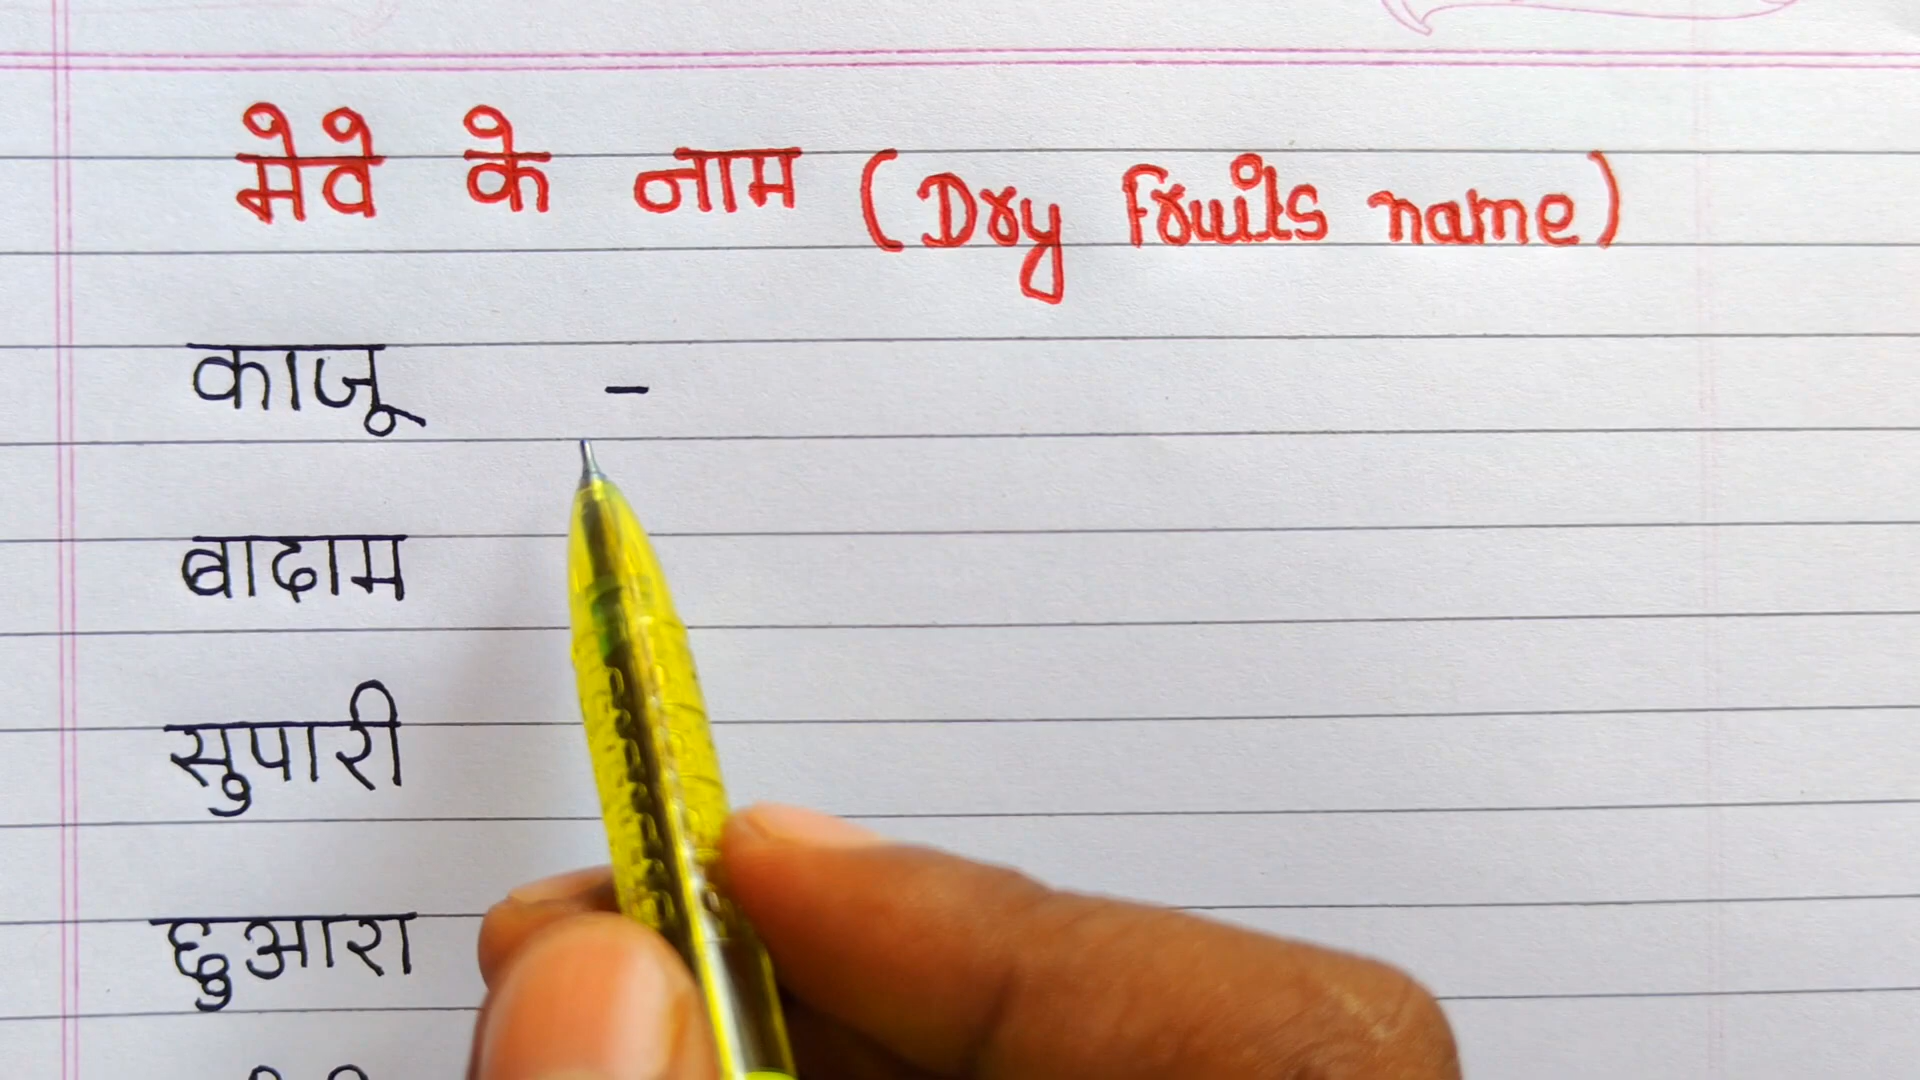 मेवे के नाम (Dry fruits name)
काजू -
बादाम
सुपारी
छुआरा